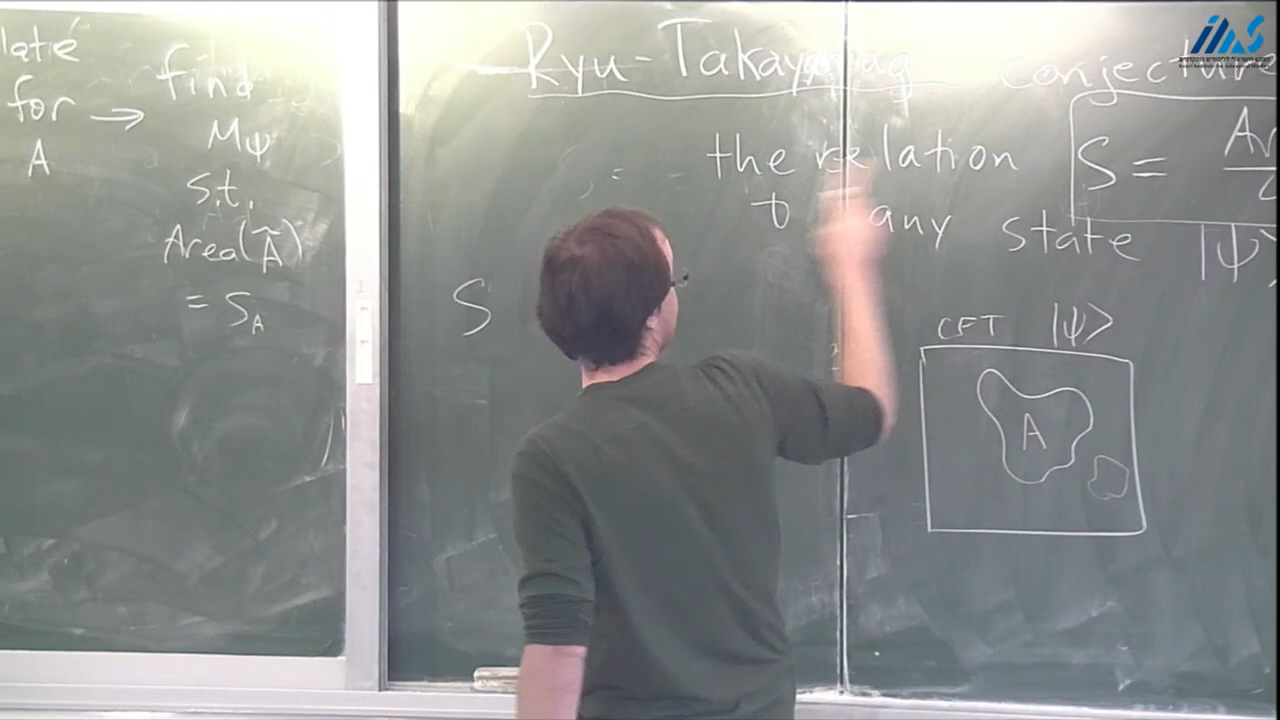 late
for →
A
find
Mψ
s.t.
Area(Ã)
= S_A
Ryu - Takayanag conjecture
the relation
to any state |ψ⟩
S =
S
CFT |ψ>
A